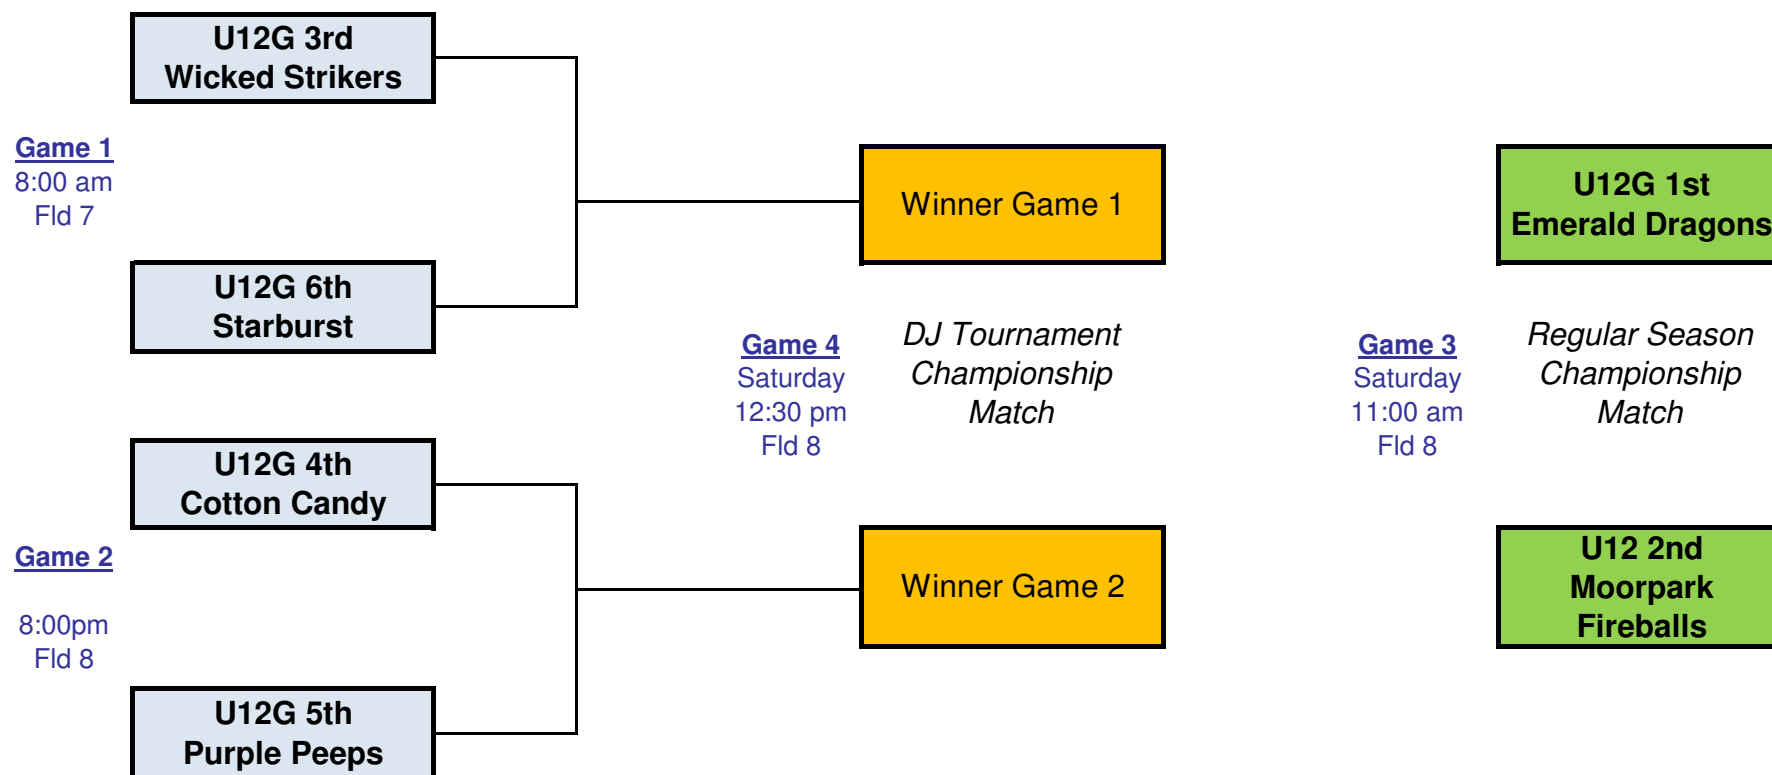 U12G 3rd
Wicked Strikers
Game 1
8:00 am
Fld 7
U12G 6th
Starburst
U12G 4th
Cotton Candy
Game 2
8:00pm
Fld 8
U12G 5th
Purple Peeps
Winner Game 1
Game 4
Saturday
12:30 pm
Fld 8
DJ Tournament
Championship
Match
Winner Game 2
U12G 1st
Emerald Dragons
Game 3
Saturday
11:00 am
Fld 8
Regular Season
Championship
Match
U12 2nd
Moorpark
Fireballs